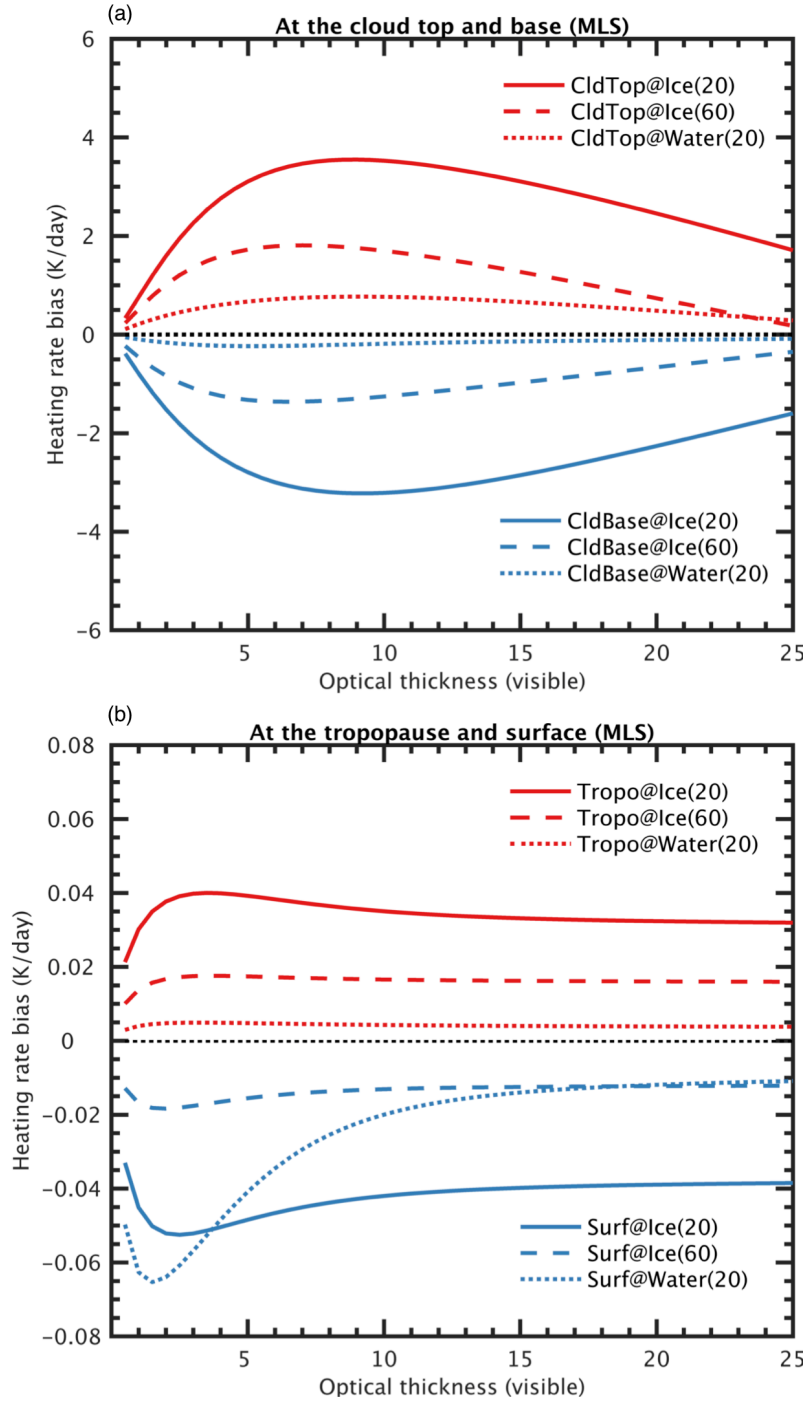 (a)
At the cloud top and base (MLS)
6
4
2
0
-2
-4
-6
Heating rate bias (K/day)
CldTop@Ice(20)
CldTop@Ice(60)
CldTop@Water(20)
CldBase@Ice(20)
CldBase@Ice(60)
CldBase@Water(20)
5 10 15 20 25
Optical thickness (visible)
(b)
At the tropopause and surface (MLS)
0.08
0.06
0.04
0.02
0
-0.02
-0.04
-0.06
-0.08
Heating rate bias (K/day)
Tropo@Ice(20)
Tropo@Ice(60)
Tropo@Water(20)
Surf@Ice(20)
Surf@Ice(60)
Surf@Water(20)
5 10 15 20 25
Optical thickness (visible)